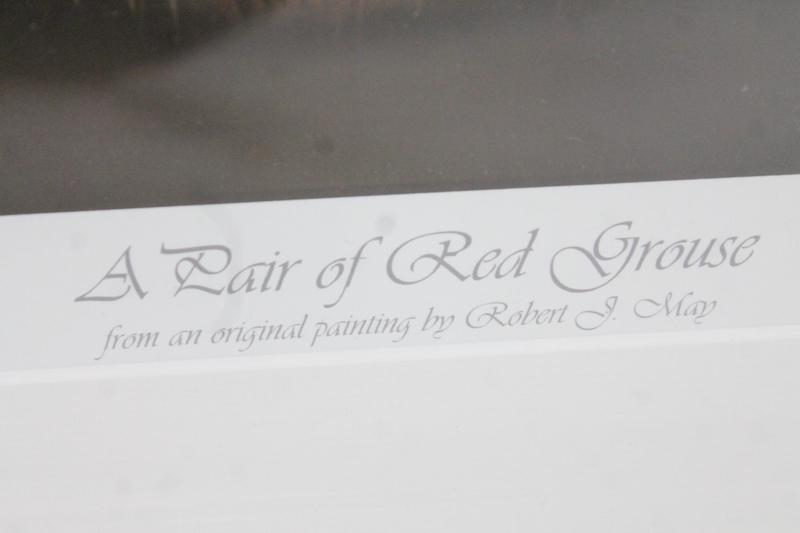 A Pair of Red Grouse
from an original painting by Robert J. May